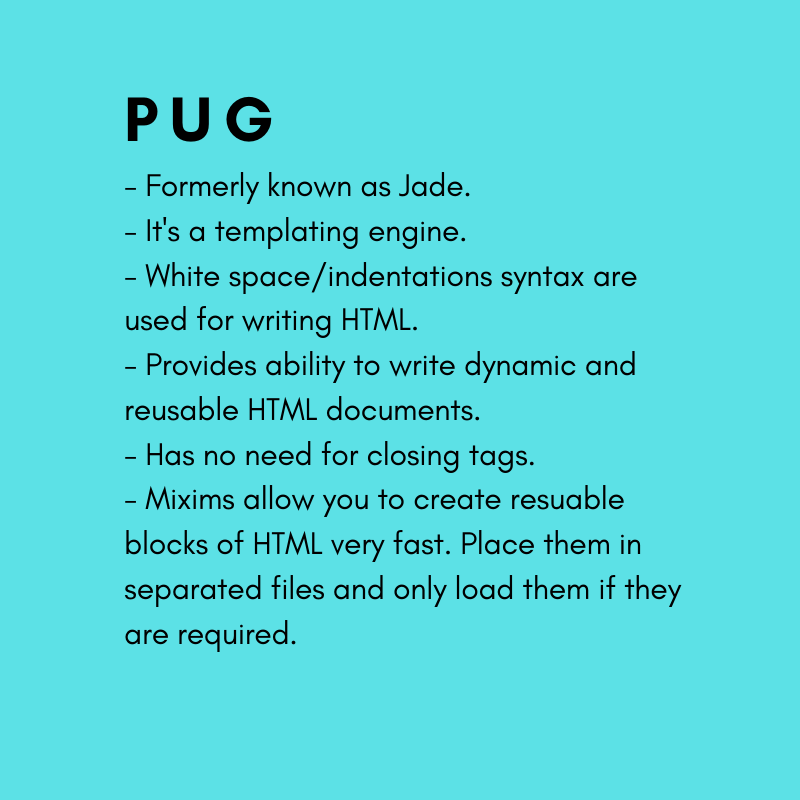 PUG
- Formerly known as Jade.
- It's a templating engine.
- White space/indentations syntax are
used for writing HTML.
- Provides ability to write dynamic and
reusable HTML documents.
- Has no need for closing tags.
- Mixims allow you to create resuable
blocks of HTML very fast. Place them in
separated files and only load them if they
are required.